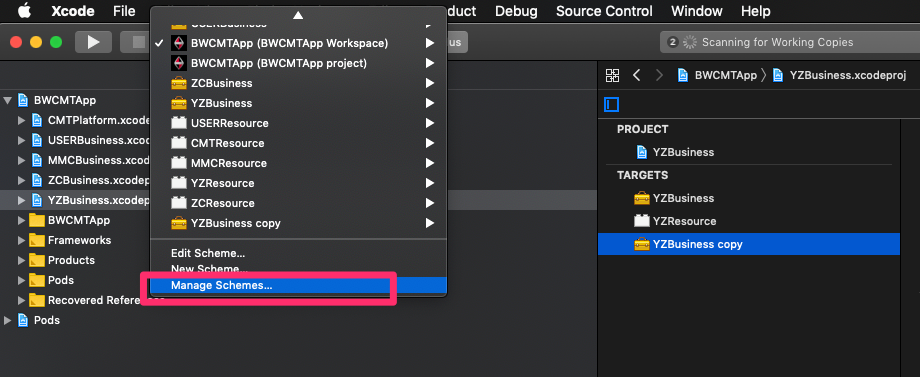 Xcode File
duct Debug Source Control Window Help
BWCMTApp (BWCMTApp Workspace)
BWCMTApp (BWCMTApp project)
ZCBusiness
YZBusiness
USERResource
CMTResource
MMCResource
YZResource
ZCResource
YZBusiness copy
Edit Scheme...
New Scheme...
Manage Schemes...
us
2 Scanning for Working Copies
BWCMTApp
CMTPlatform.xcode
USERBusiness.xcod
MMCBusiness.xcod
ZCBusiness.xcodep
YZBusiness.xcodep
BWCMTApp
Frameworks
Products
Pods
Recovered Referenc
Pods
BWCMTApp YZBusiness.xcodeproj
PROJECT
YZBusiness
TARGETS
YZBusiness
YZResource
YZBusiness copy